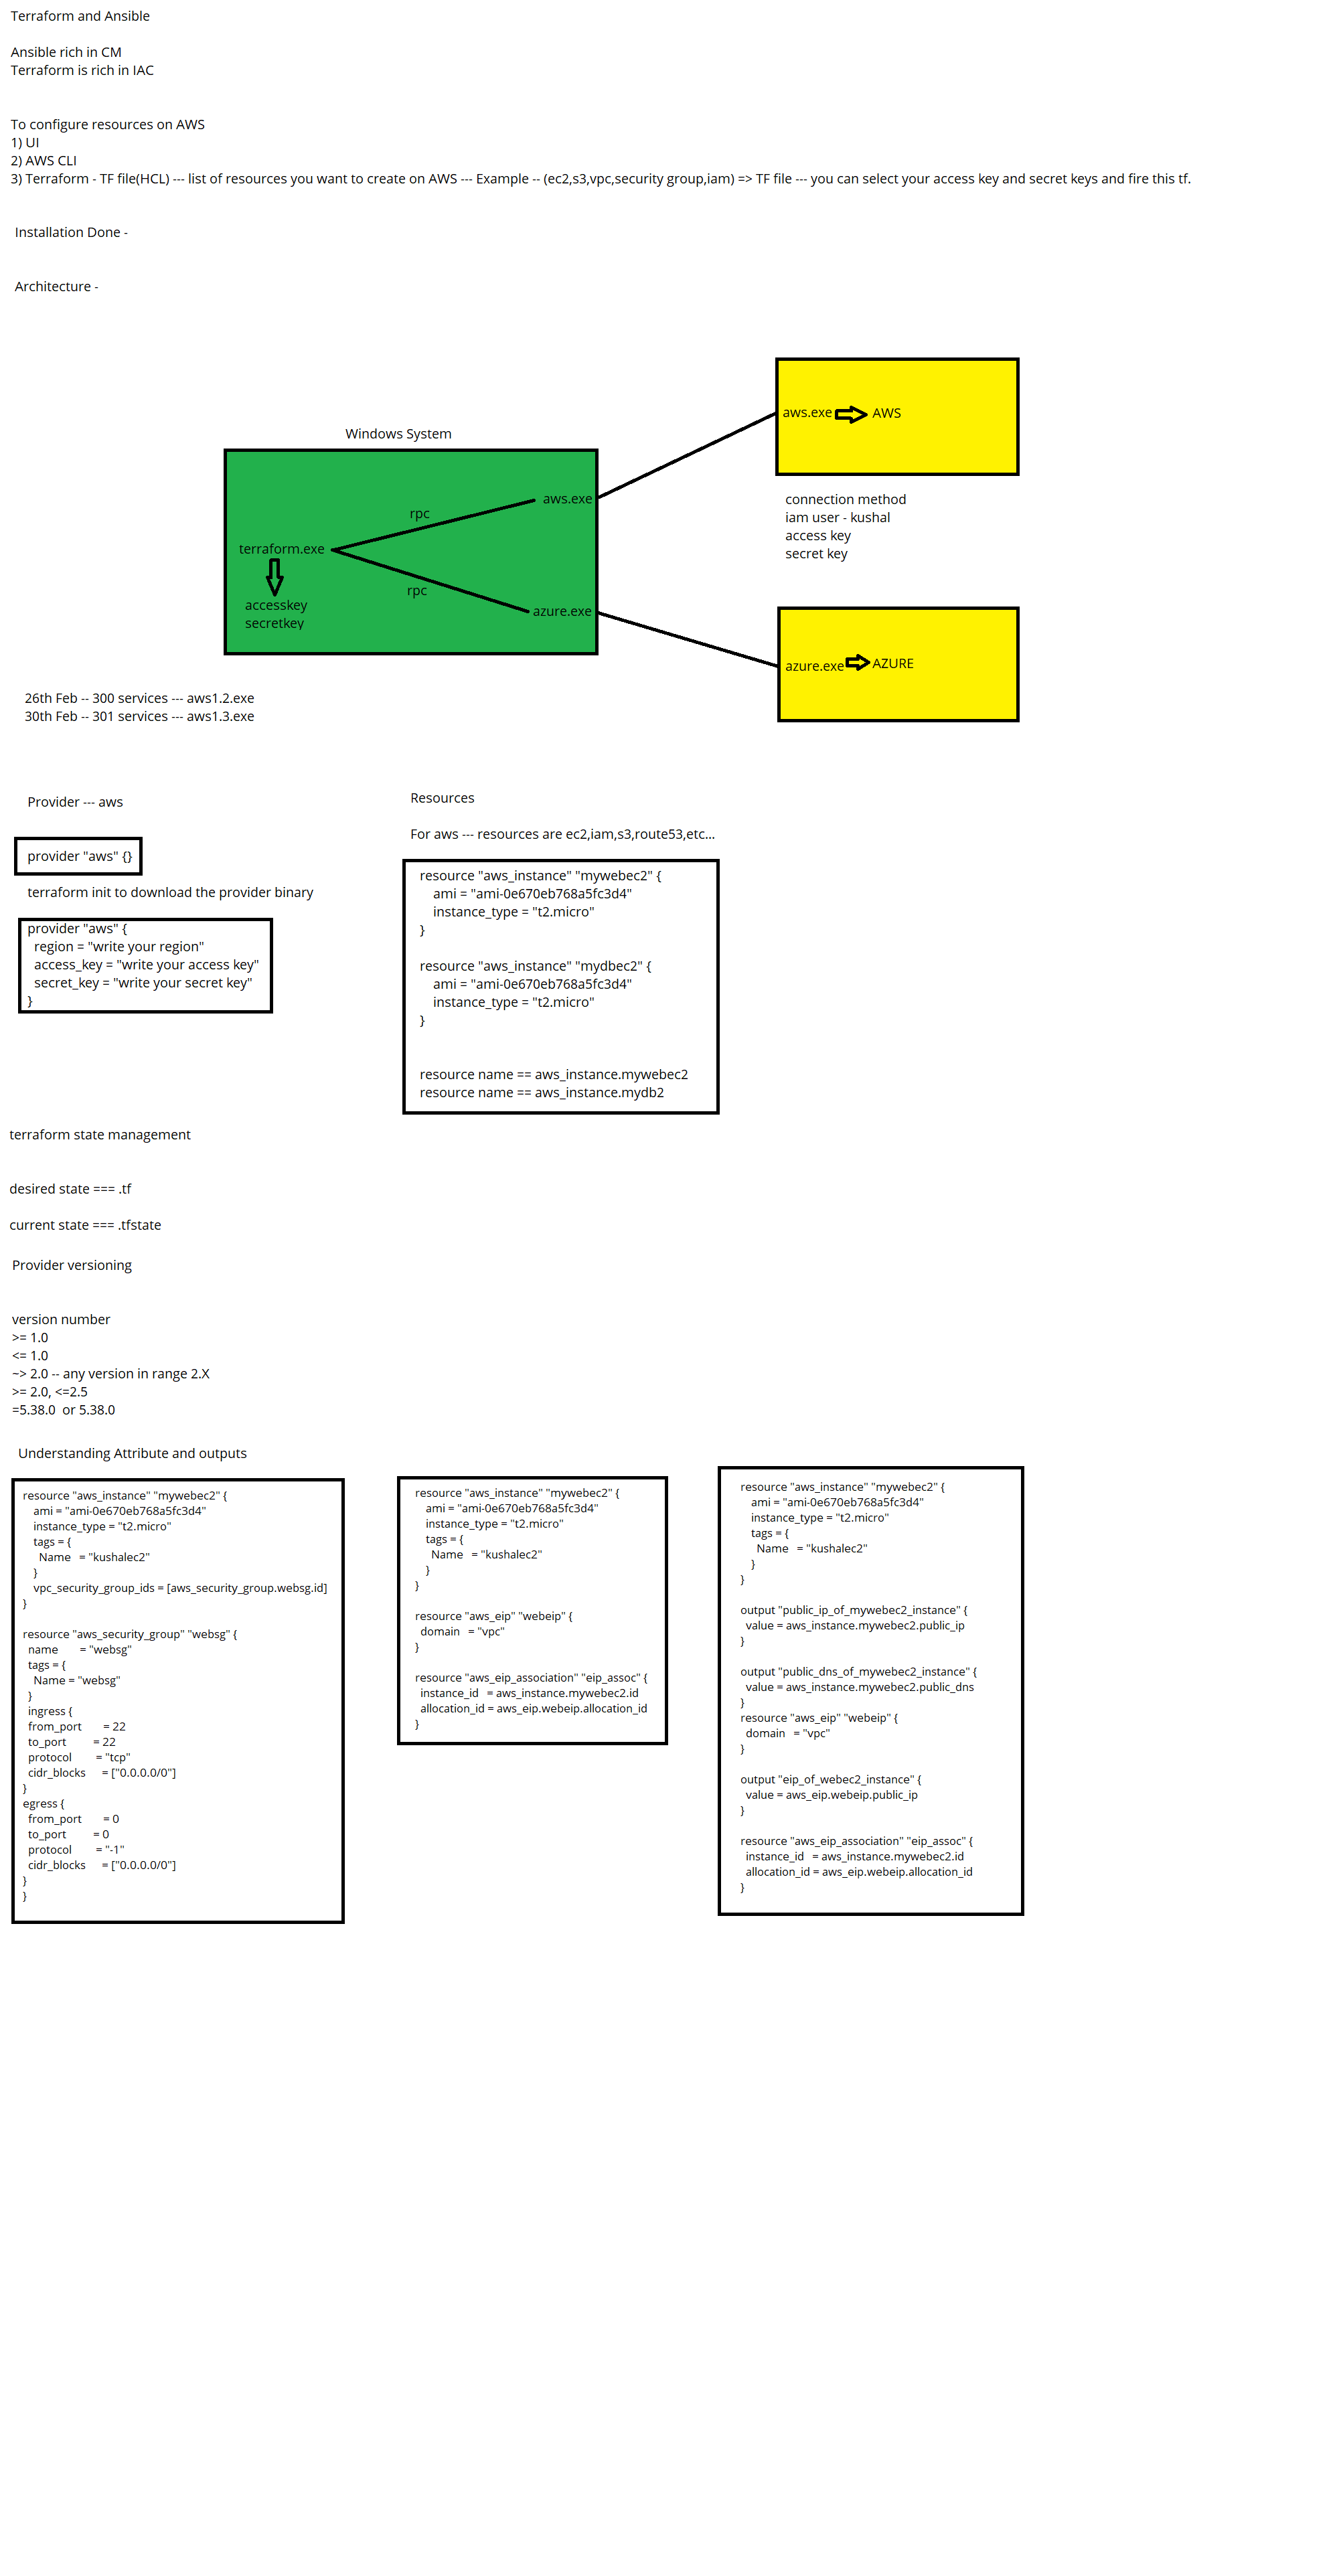 Terraform and Ansible
Ansible rich in CM
Terraform is rich in IAC
To configure resources on AWS
1) UI
2) AWS CLI
3) Terraform - TF file(HCL) --- list of resources you want to create on AWS --- Example -- (ec2,s3,vpc,security group,iam) => TF file --- you can select your access key and secret keys and fire this tf.
Installation Done -
Architecture -
Windows System
terraform.exe
accesskey
secretkey
rpc
rpc
aws.exe
azure.exe
aws.exe
AWS
connection method
iam user - kushal
access key
secret key
azure.exe
AZURE
26th Feb -- 300 services --- aws1.2.exe
30th Feb -- 301 services --- aws1.3.exe
Provider --- aws
provider "aws" {}
terraform init to download the provider binary
provider "aws" {
region = "write your region"
access_key = "write your access key"
secret_key = "write your secret key"
}
Resources
For aws --- resources are ec2,iam,s3,route53,etc...
resource "aws_instance" "mywebec2" {
ami = "ami-0e670eb768a5fc3d4"
instance_type = "t2.micro"
}
resource "aws_instance" "mydbec2" {
ami = "ami-0e670eb768a5fc3d4"
instance_type = "t2.micro"
}
resource name == aws_instance.mywebec2
resource name == aws_instance.mydb2
terraform state management
desired state === .tf
current state === .tfstate
Provider versioning
version number
>= 1.0
<= 1.0
~> 2.0 -- any version in range 2.X
>= 2.0, <=2.5
=5.38.0 or 5.38.0
Understanding Attribute and outputs
resource "aws_instance" "mywebec2" {
ami = "ami-0e670eb768a5fc3d4"
instance_type = "t2.micro"
tags = {
Name = "kushalec2"
}
vpc_security_group_ids = [aws_security_group.websg.id]
}
resource "aws_security_group" "websg" {
name = "websg"
tags = {
Name = "websg"
}
ingress {
from_port = 22
to_port = 22
protocol = "tcp"
cidr_blocks = ["0.0.0.0/0"]
}
egress {
from_port = 0
to_port = 0
protocol = "-1"
cidr_blocks = ["0.0.0.0/0"]
}
}
resource "aws_instance" "mywebec2" {
ami = "ami-0e670eb768a5fc3d4"
instance_type = "t2.micro"
tags = {
Name = "kushalec2"
}
}
resource "aws_eip" "webeip" {
domain = "vpc"
}
resource "aws_eip_association" "eip_assoc" {
instance_id = aws_instance.mywebec2.id
allocation_id = aws_eip.webeip.allocation_id
}
resource "aws_instance" "mywebec2" {
ami = "ami-0e670eb768a5fc3d4"
instance_type = "t2.micro"
tags = {
Name = "kushalec2"
}
}
output "public_ip_of_mywebec2_instance" {
value = aws_instance.mywebec2.public_ip
}
output "public_dns_of_mywebec2_instance" {
value = aws_instance.mywebec2.public_dns
}
resource "aws_eip" "webeip" {
domain = "vpc"
}
output "eip_of_webec2_instance" {
value = aws_eip.webeip.public_ip
}
resource "aws_eip_association" "eip_assoc" {
instance_id = aws_instance.mywebec2.id
allocation_id = aws_eip.webeip.allocation_id
}